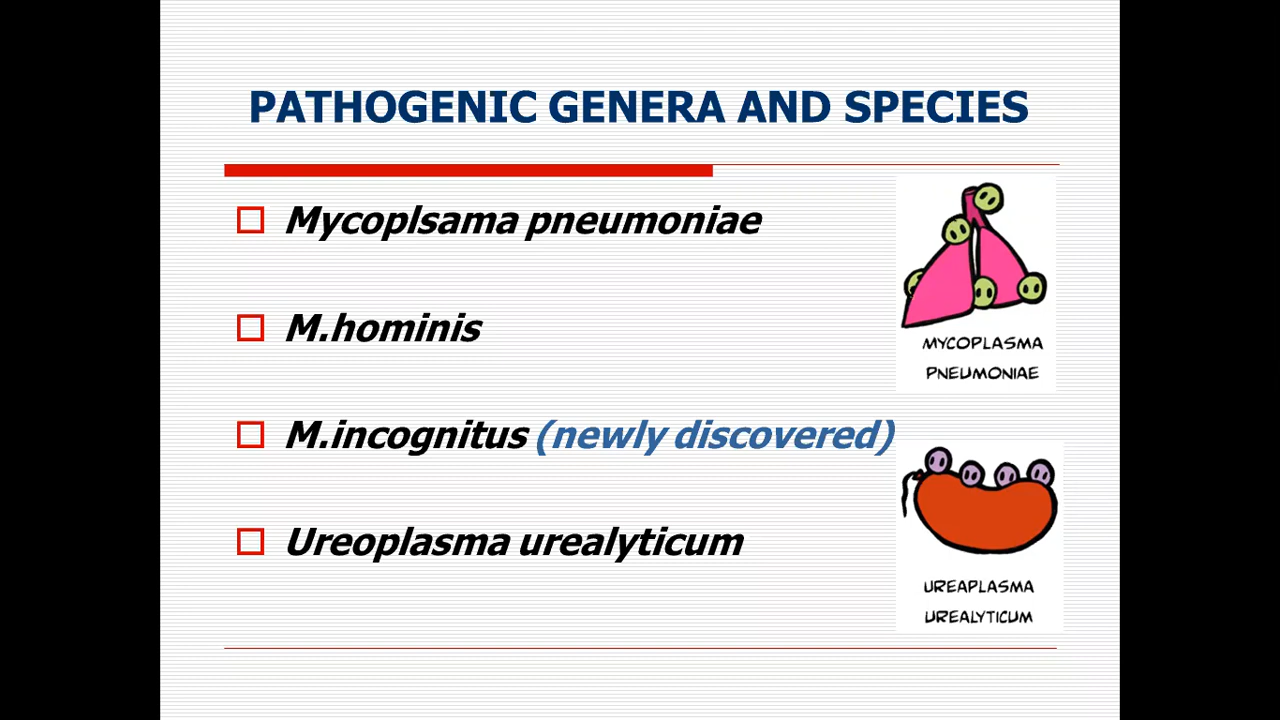 PATHOGENIC GENERA AND SPECIES
Mycoplsama pneumoniae
M.hominis
M.incognitus (newly discovered)
Ureoplasma urealyticum
MYCOPLASMA
PNEUMONIAE
UREAPLASMA
UREALYTICUM